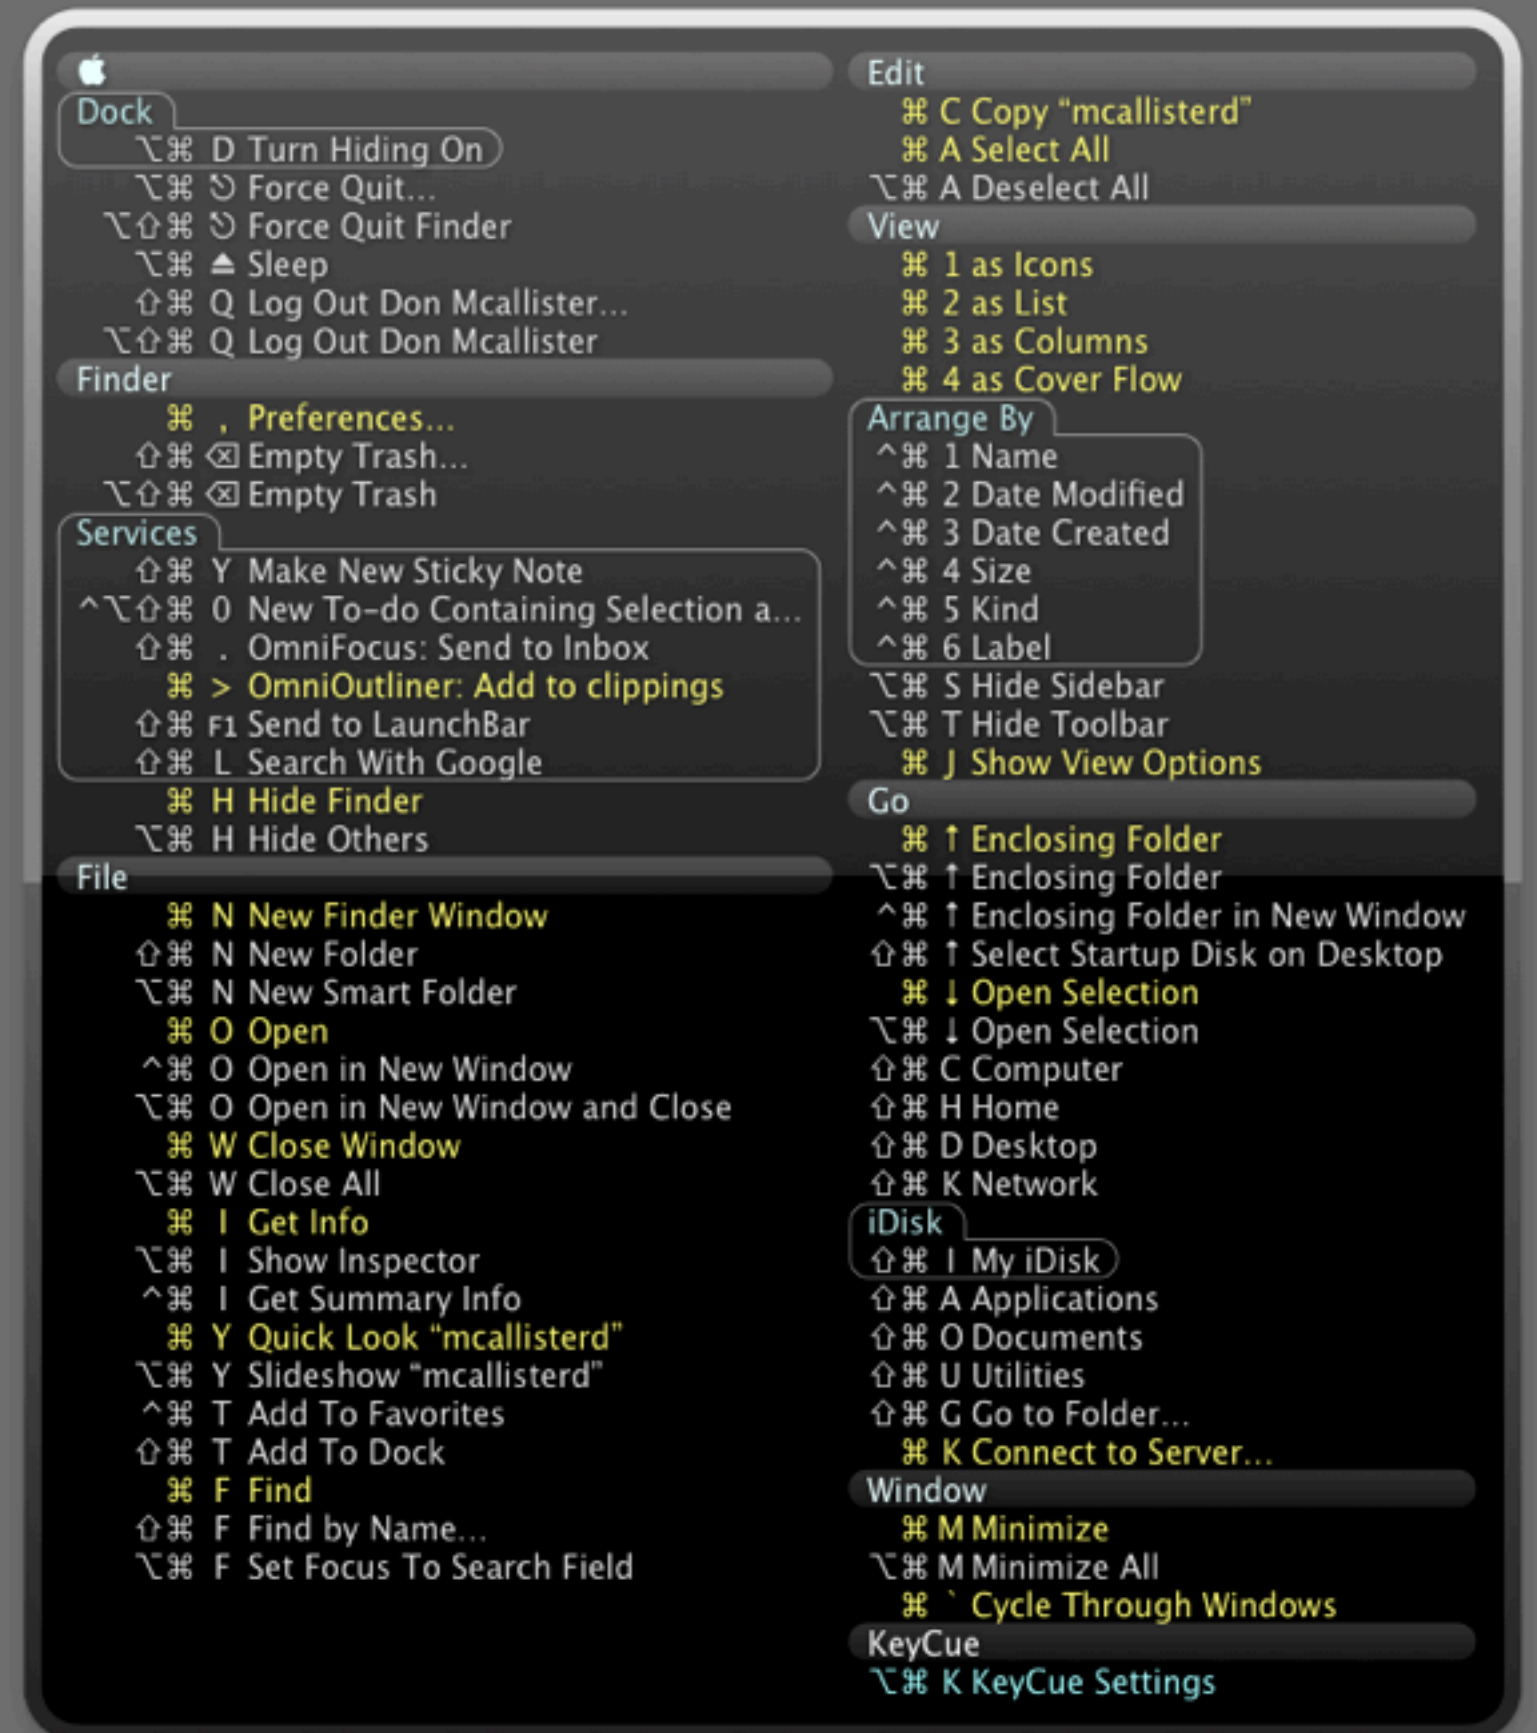 Dock
⌥⌘ D Turn Hiding On
⌥⌘ ⎋ Force Quit...
⌥⇧⌘ ⎋ Force Quit Finder
⌥⌘ ⏏ Sleep
⇧⌘ Q Log Out Don Mcallister...
⌥⇧⌘ Q Log Out Don Mcallister
Finder
⌘ , Preferences...
⇧⌘ ⌫ Empty Trash...
⌥⇧⌘ ⌫ Empty Trash
Services
⇧⌘ Y Make New Sticky Note
^⌥⇧⌘ 0 New To-do Containing Selection a...
⇧⌘ . OmniFocus: Send to Inbox
⌘ > OmniOutliner: Add to clippings
⇧⌘ F1 Send to LaunchBar
⇧⌘ L Search With Google
⌘ H Hide Finder
⌥⌘ H Hide Others
File
⌘ N New Finder Window
⇧⌘ N New Folder
⌥⌘ N New Smart Folder
⌘ O Open
^⌘ O Open in New Window
⌥⌘ O Open in New Window and Close
⌘ W Close Window
⌥⌘ W Close All
⌘ I Get Info
⌥⌘ I Show Inspector
^⌘ I Get Summary Info
⌘ Y Quick Look “mcallisterd”
⌥⌘ Y Slideshow “mcallisterd”
^⌘ T Add To Favorites
⇧⌘ T Add To Dock
⌘ F Find
⇧⌘ F Find by Name...
⌥⌘ F Set Focus To Search Field
Edit
⌘ C Copy “mcallisterd”
⌘ A Select All
⌥⌘ A Deselect All
View
⌘ 1 as Icons
⌘ 2 as List
⌘ 3 as Columns
⌘ 4 as Cover Flow
Arrange By
^⌘ 1 Name
^⌘ 2 Date Modified
^⌘ 3 Date Created
^⌘ 4 Size
^⌘ 5 Kind
^⌘ 6 Label
⌥⌘ S Hide Sidebar
⌥⌘ T Hide Toolbar
⌘ J Show View Options
Go
⌘ ↑ Enclosing Folder
⌥⌘ ↑ Enclosing Folder
^⌘ ↑ Enclosing Folder in New Window
⇧⌘ ↑ Select Startup Disk on Desktop
⌘ ↓ Open Selection
⌥⌘ ↓ Open Selection
⇧⌘ C Computer
⇧⌘ H Home
⇧⌘ D Desktop
⇧⌘ K Network
iDisk
⇧⌘ I My iDisk
⇧⌘ A Applications
⇧⌘ O Documents
⇧⌘ U Utilities
⇧⌘ G Go to Folder...
⌘ K Connect to Server...
Window
⌘ M Minimize
⌥⌘ M Minimize All
⌘ ` Cycle Through Windows
KeyCue
⌥⌘ K KeyCue Settings